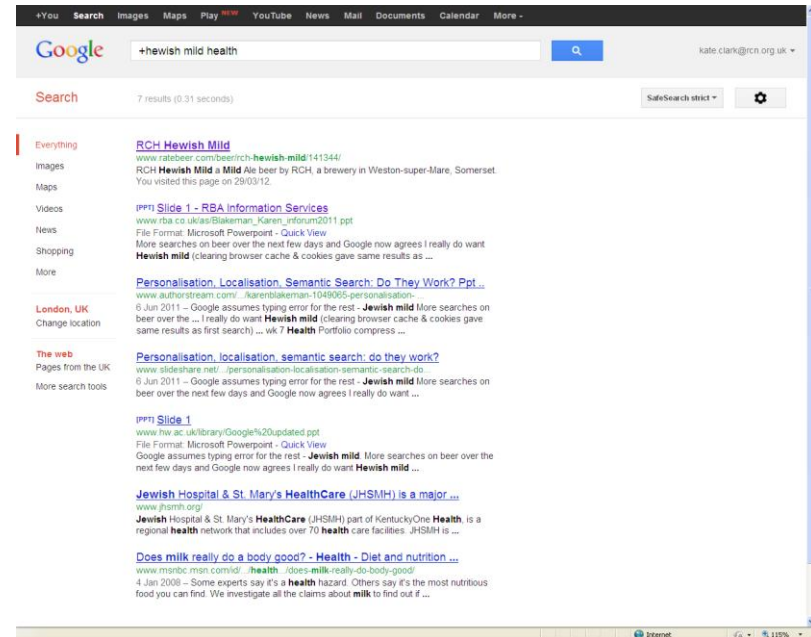 +You Search Images Maps Play NEW YouTube News Mail Documents Calendar More -
Google +hewish mild health kate.clark@rcn.org.uk
Search 7 results (0.31 seconds) SafeSearch strict
Everything
Images
Maps
Videos
News
Shopping
More
London, UK
Change location
The web
Pages from the UK
More search tools
RCH Hewish Mild
www.ratebeer.com/beer/rch-hewish-mild/141344/
RCH Hewish Mild a Mild Ale beer by RCH, a brewery in Weston-super-Mare, Somerset.
You visited this page on 29/03/12.
[PPT] Slide 1 - RBA Information Services
www.rba.co.uk/as/Blakeman_Karen_inforum2011.ppt
File Format: Microsoft Powerpoint - Quick View
More searches on beer over the next few days and Google now agrees I really do want
Hewish mild (clearing browser cache & cookies gave same results as ...
Personalisation, Localisation, Semantic Search: Do They Work? Ppt ..
www.authorstream.com/.../karenblakeman-1049065-personalisation-...
6 Jun 2011 – Google assumes typing error for the rest - Jewish mild More searches on
beer over the ... I really do want Hewish mild (clearing browser cache & cookies gave
same results as first search) ... wk 7 Health Portfolio compress ...
Personalisation, localisation, semantic search: do they work?
www.slideshare.net/.../personalisation-localisation-semantic-search-do...
6 Jun 2011 – Google assumes typing error for the rest - Jewish mild More searches on
beer over the next few days and Google now agrees I really do want ...
[PPT] Slide 1
www.hw.ac.uk/library/Google%20updated.ppt
File Format: Microsoft Powerpoint - Quick View
Google assumes typing error for the rest - Jewish mild. More searches on beer over the
next few days and Google now agrees I really do want Hewish mild ...
Jewish Hospital & St. Mary's HealthCare (JHSMH) is a major ...
www.jhsmh.org/
Jewish Hospital & St. Mary's HealthCare (JHSMH) part of KentuckyOne Health, is a
regional health network that includes over 70 health care facilities. JHSMH is ...
Does milk really do a body good? - Health - Diet and nutrition ...
www.msnbc.msn.com/id/.../health.../does-milk-really-do-body-good/
4 Jan 2008 – Some experts say it's a health hazard. Others say it's the most nutritious
food you can find. We investigate all the claims about milk to find out if ...
Internet 115%